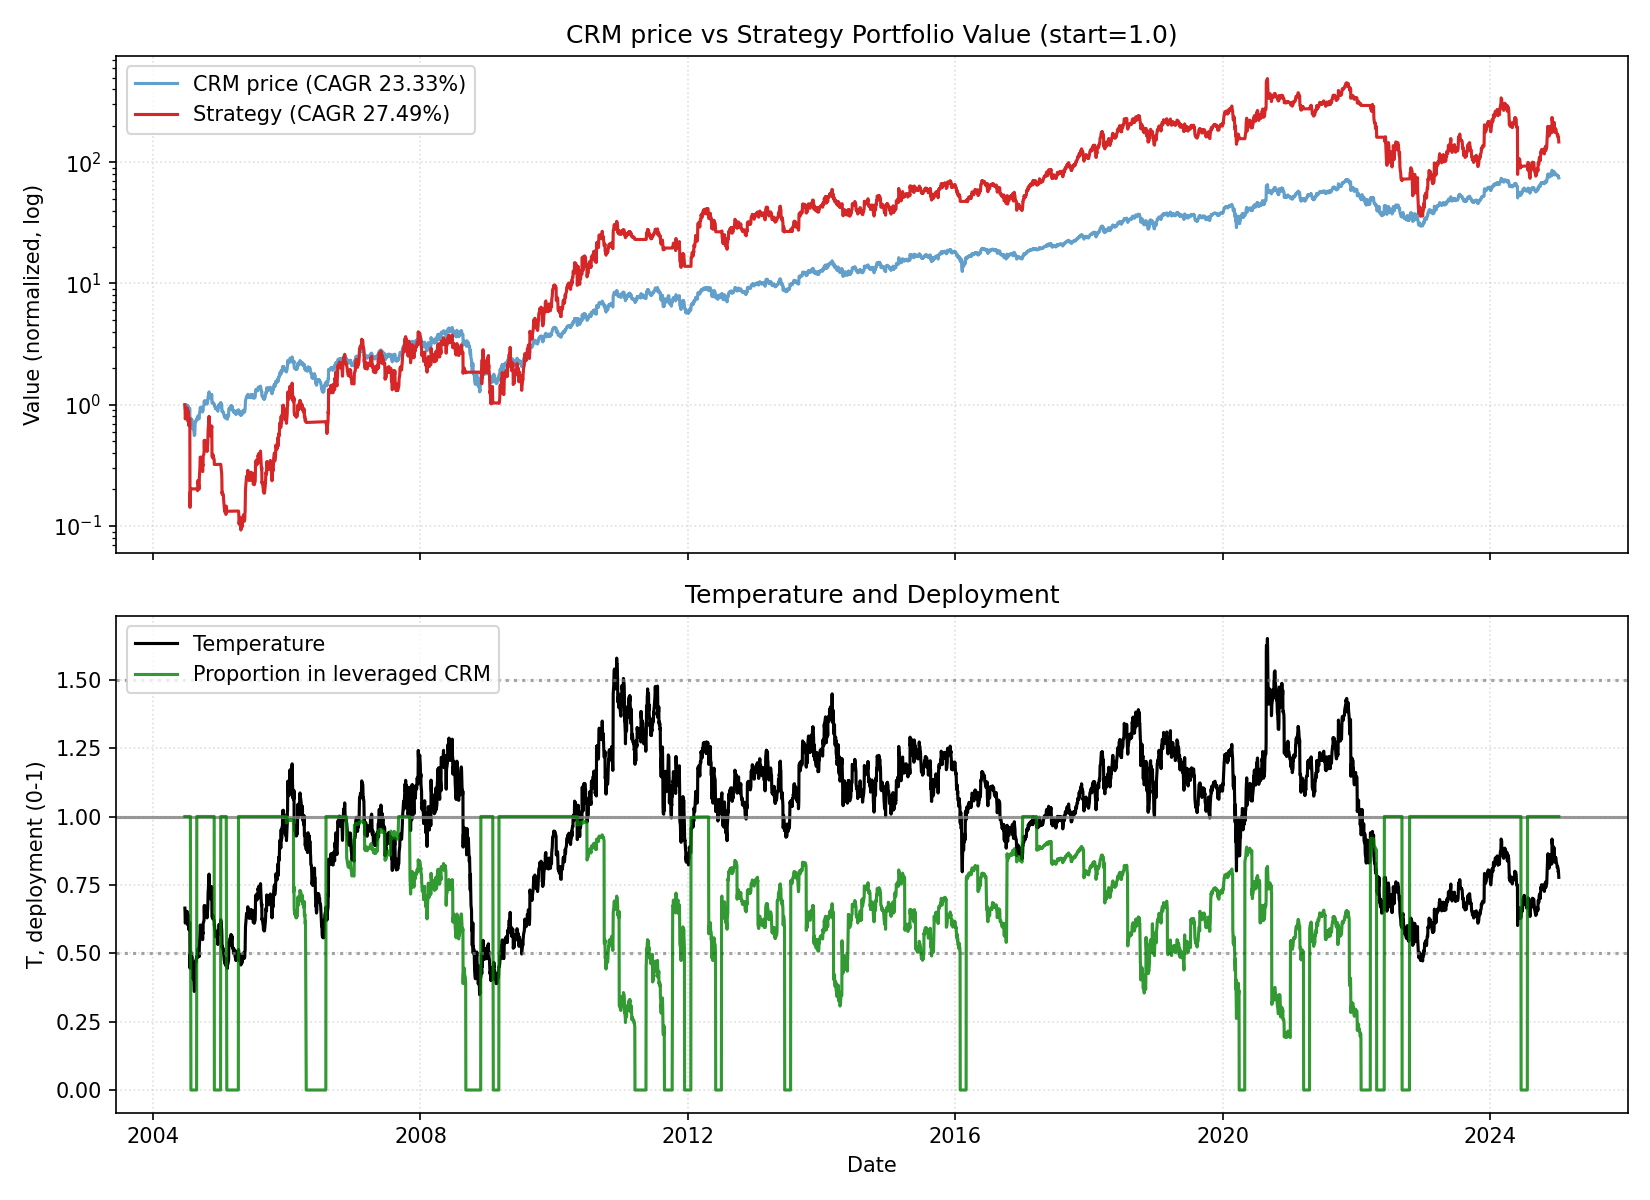 CRM price vs Strategy Portfolio Value (start=1.0)
CRM price (CAGR 23.33%)
Strategy (CAGR 27.49%)
Value (normalized, log)
10²
10¹
10⁰
10⁻¹
Temperature and Deployment
Temperature
Proportion in leveraged CRM
T, deployment (0-1)
1.50
1.25
1.00
0.75
0.50
0.25
0.00
2004 2008 2012 2016 2020 2024
Date